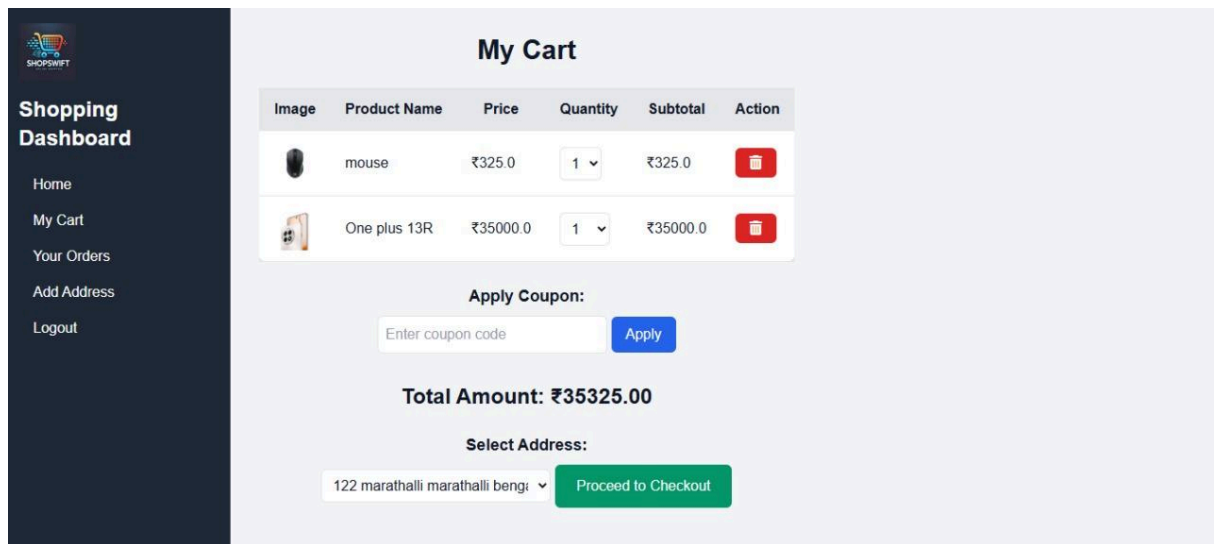 SHOPSWIFT
Shopping
Dashboard
Home
My Cart
Your Orders
Add Address
Logout
My Cart
Image Product Name Price Quantity Subtotal Action
mouse ₹325.0 1 ₹325.0
One plus 13R ₹35000.0 1 ₹35000.0
Apply Coupon:
Enter coupon code Apply
Total Amount: ₹35325.00
Select Address:
122 marathalli marathalli beng Proceed to Checkout